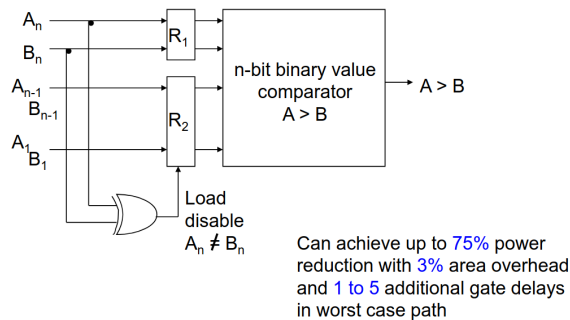 Aₙ
Bₙ
R₁
Aₙ₋₁
Bₙ₋₁
R₂
A₁
B₁
n-bit binary value
comparator
A > B
A > B
Load
disable
Aₙ ≠ Bₙ
Can achieve up to 75% power
reduction with 3% area overhead
and 1 to 5 additional gate delays
in worst case path